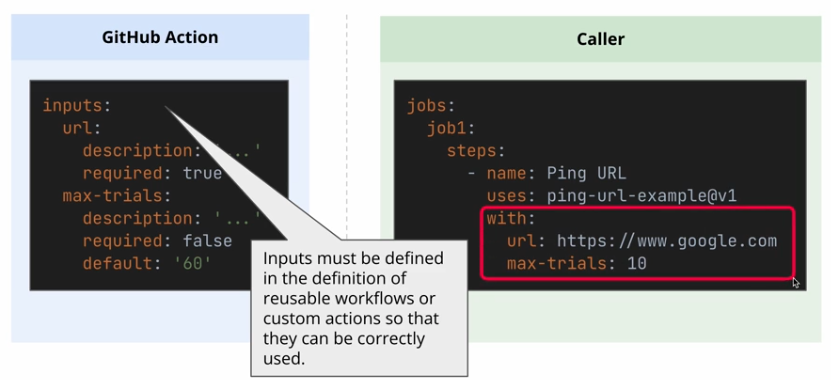 GitHub Action
inputs:
url:
description: '...'
required: true
max-trials:
description: '...'
required: false
default: '60'
Inputs must be defined
in the definition of
reusable workflows or
custom actions so that
they can be correctly
used.
Caller
jobs:
job1:
steps:
- name: Ping URL
uses: ping-url-example@v1
with:
url: https://www.google.com
max-trials: 10